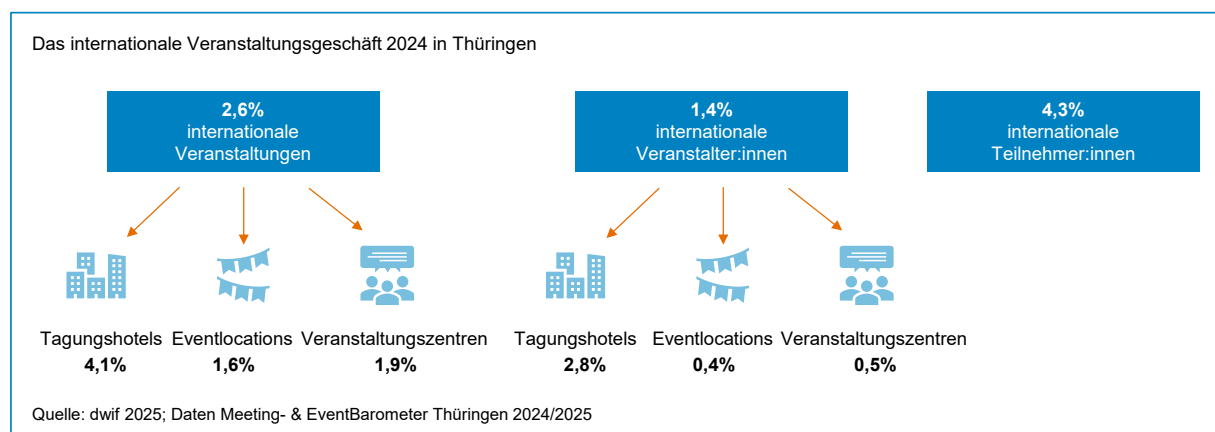 Das internationale Veranstaltungsgeschäft 2024 in Thüringen
2,6%
internationale
Veranstaltungen
1,4%
internationale
Veranstalter:innen
4,3%
internationale
Teilnehmer:innen
Tagungshotels
4,1%
Eventlocations
1,6%
Veranstaltungszentren
1,9%
Tagungshotels
2,8%
Eventlocations
0,4%
Veranstaltungszentren
0,5%
Quelle: dwif 2025; Daten Meeting- & EventBarometer Thüringen 2024/2025